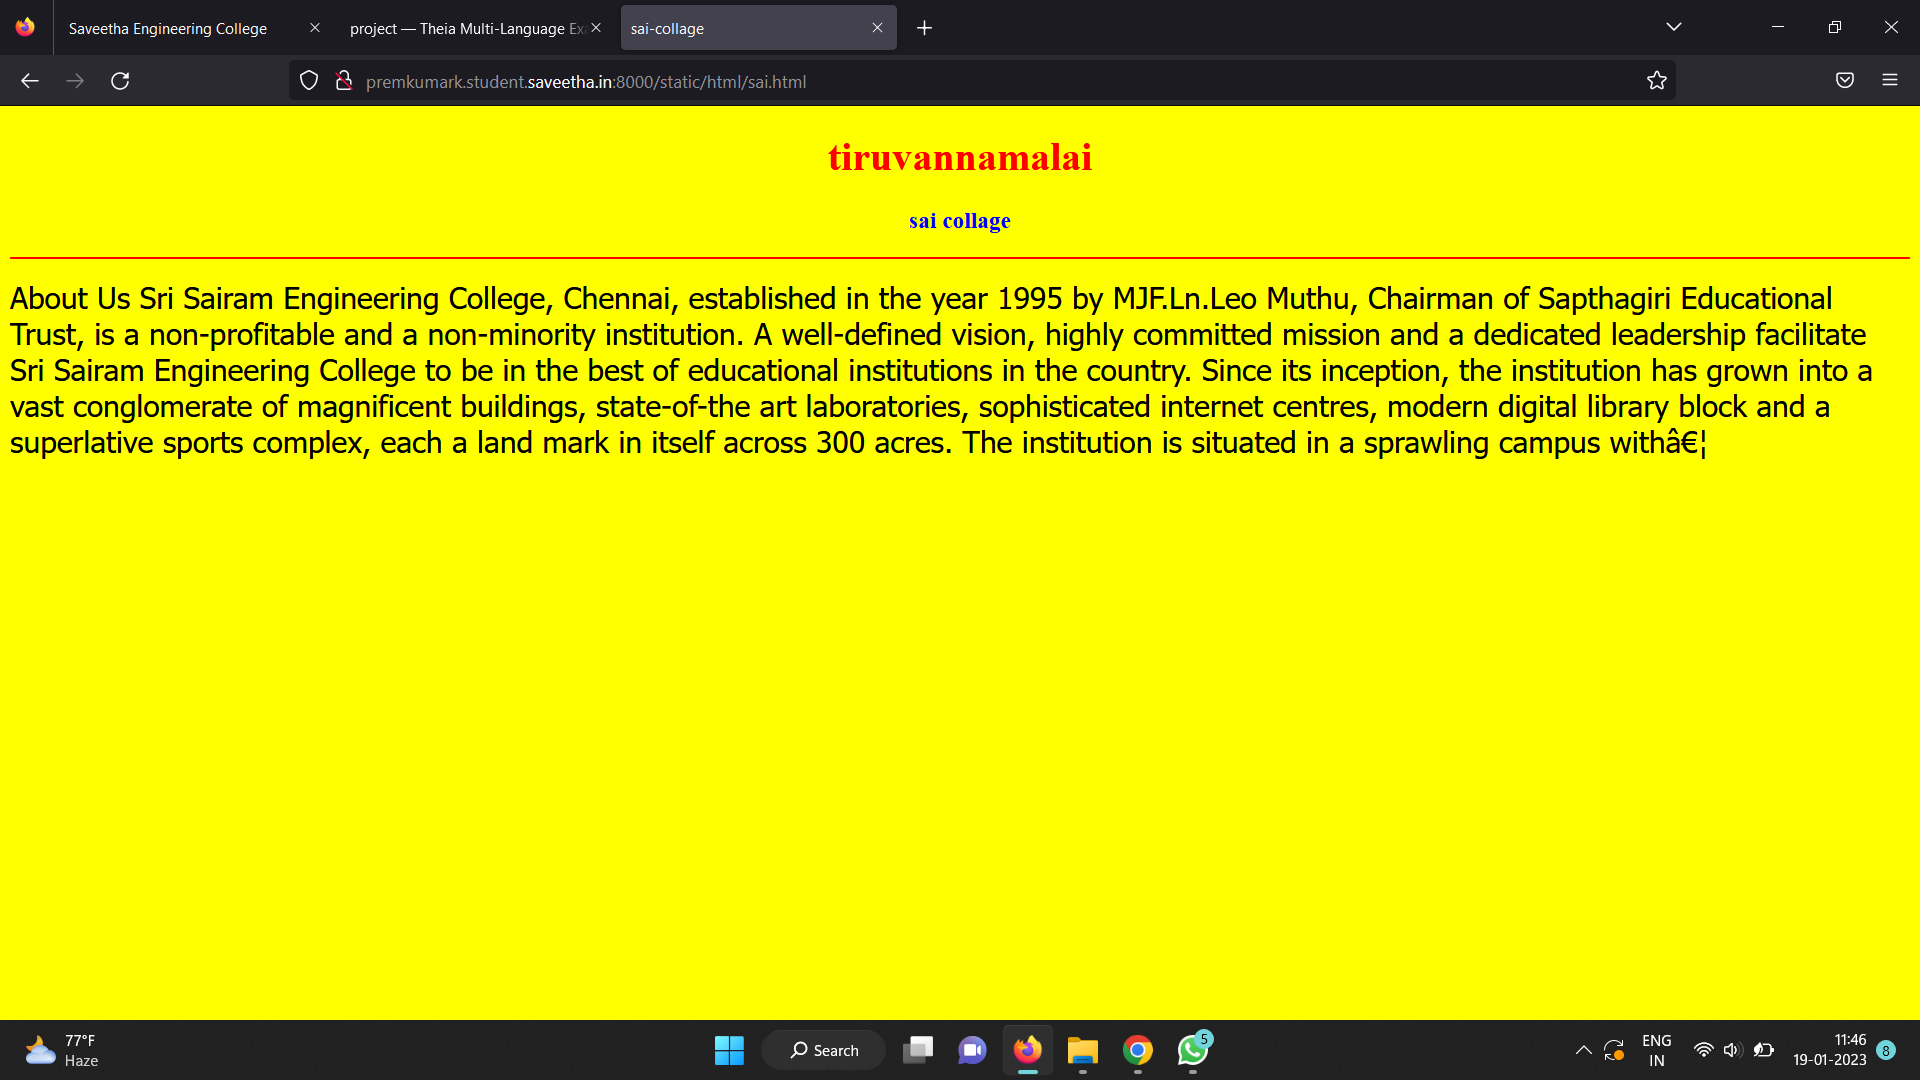 Saveetha Engineering College
project — Theia Multi-Language Exa
sai-collage
premkumark.student.saveetha.in:8000/static/html/sai.html
tiruvannamalai
sai collage
About Us Sri Sairam Engineering College, Chennai, established in the year 1995 by MJF.Ln.Leo Muthu, Chairman of Sapthagiri Educational
Trust, is a non-profitable and a non-minority institution. A well-defined vision, highly committed mission and a dedicated leadership facilitate
Sri Sairam Engineering College to be in the best of educational institutions in the country. Since its inception, the institution has grown into a
vast conglomerate of magnificent buildings, state-of-the art laboratories, sophisticated internet centres, modern digital library block and a
superlative sports complex, each a land mark in itself across 300 acres. The institution is situated in a sprawling campus withâ€¦
77°F
Haze
Search
5
ENG
IN
11:46
19-01-2023
8